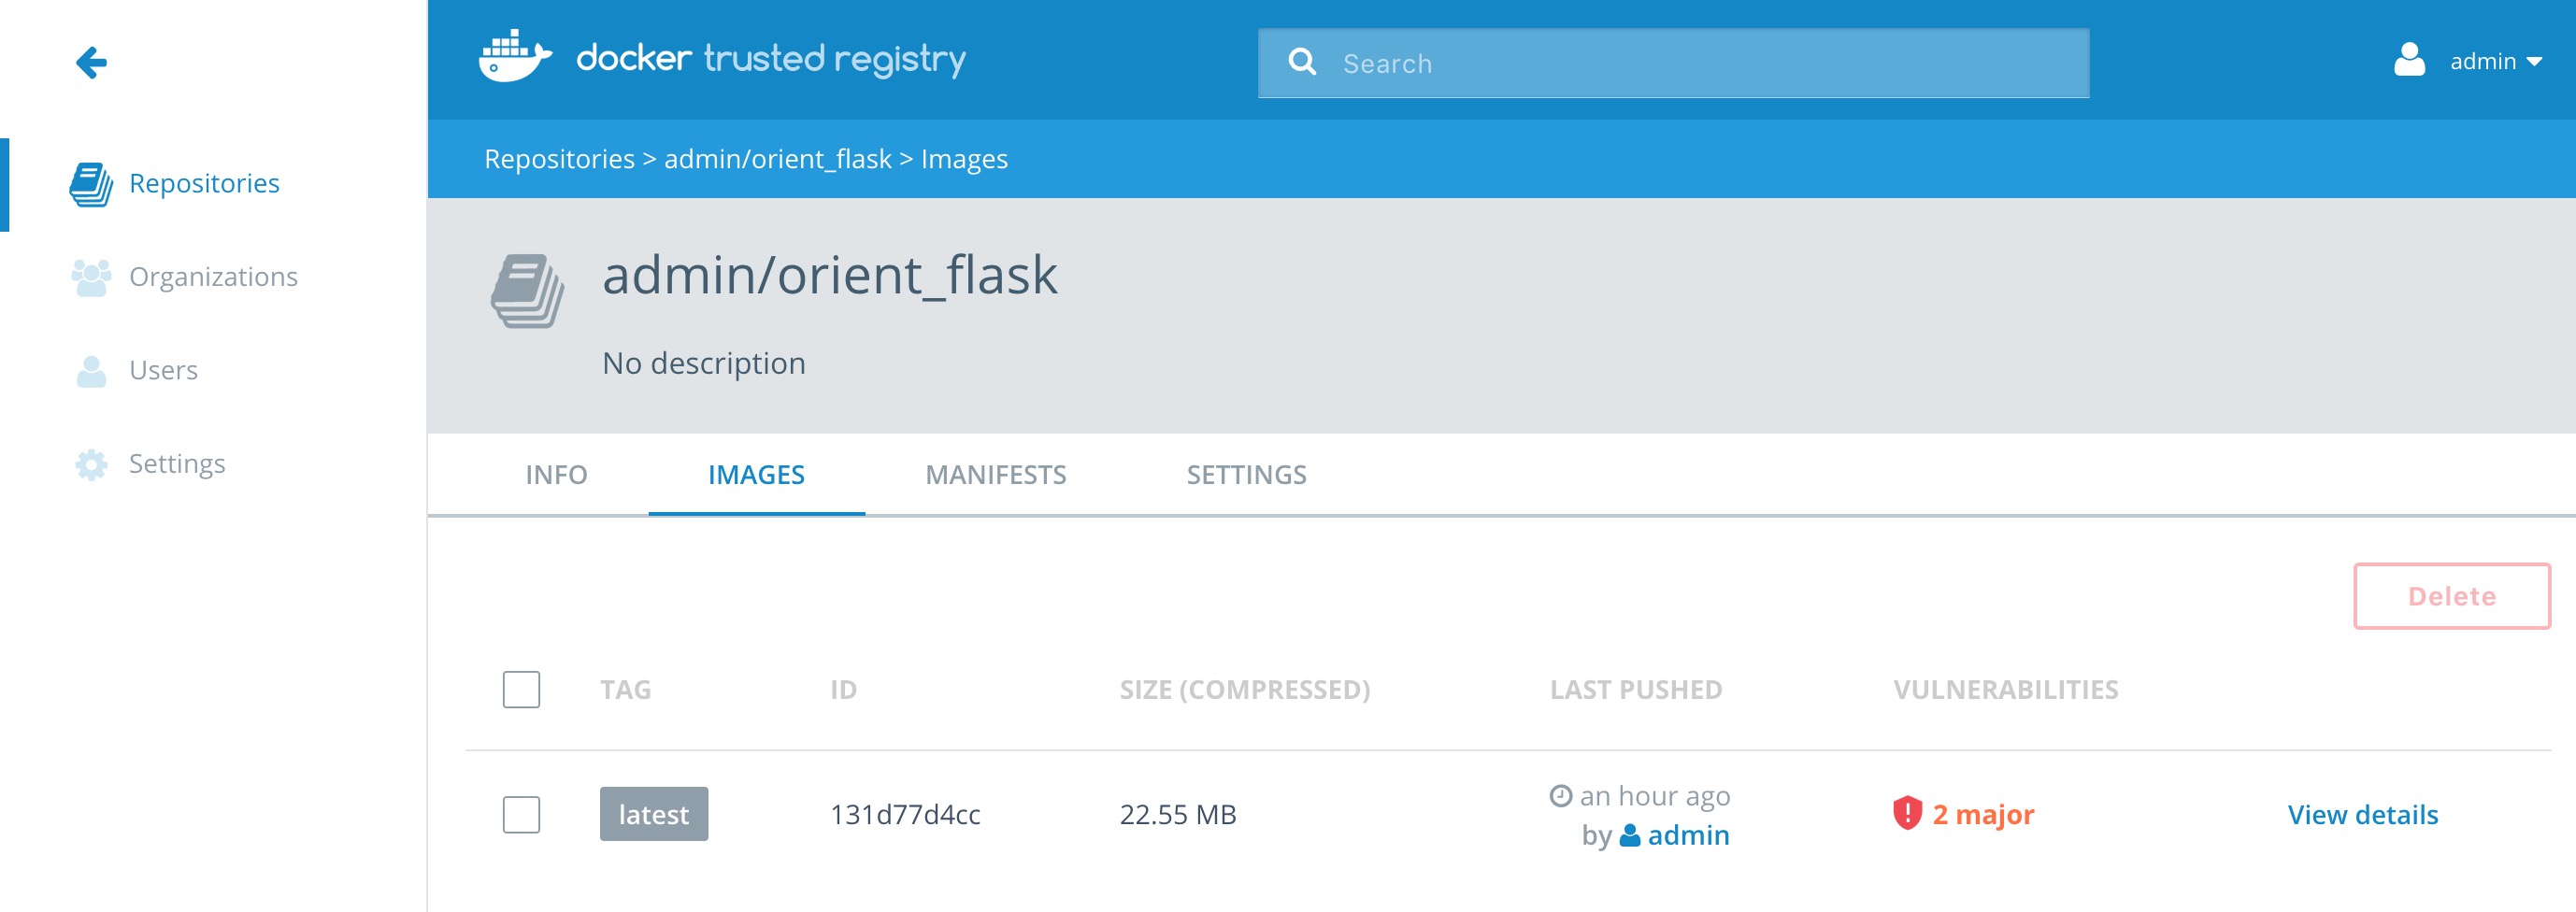 docker trusted registry
Search
admin
Repositories > admin/orient_flask > Images
Repositories
Organizations
Users
Settings
admin/orient_flask
No description
INFO IMAGES MANIFESTS SETTINGS
Delete
TAG ID SIZE (COMPRESSED) LAST PUSHED VULNERABILITIES
latest 131d77d4cc 22.55 MB an hour ago 2 major View details
by admin